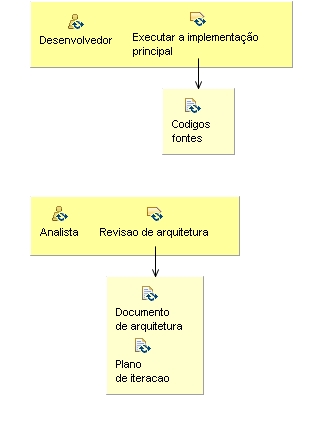 Desenvolvedor
Executar a implementação
principal
Codigos
fontes
Analista
Revisao de arquitetura
Documento
de arquitetura
Plano
de iteracao